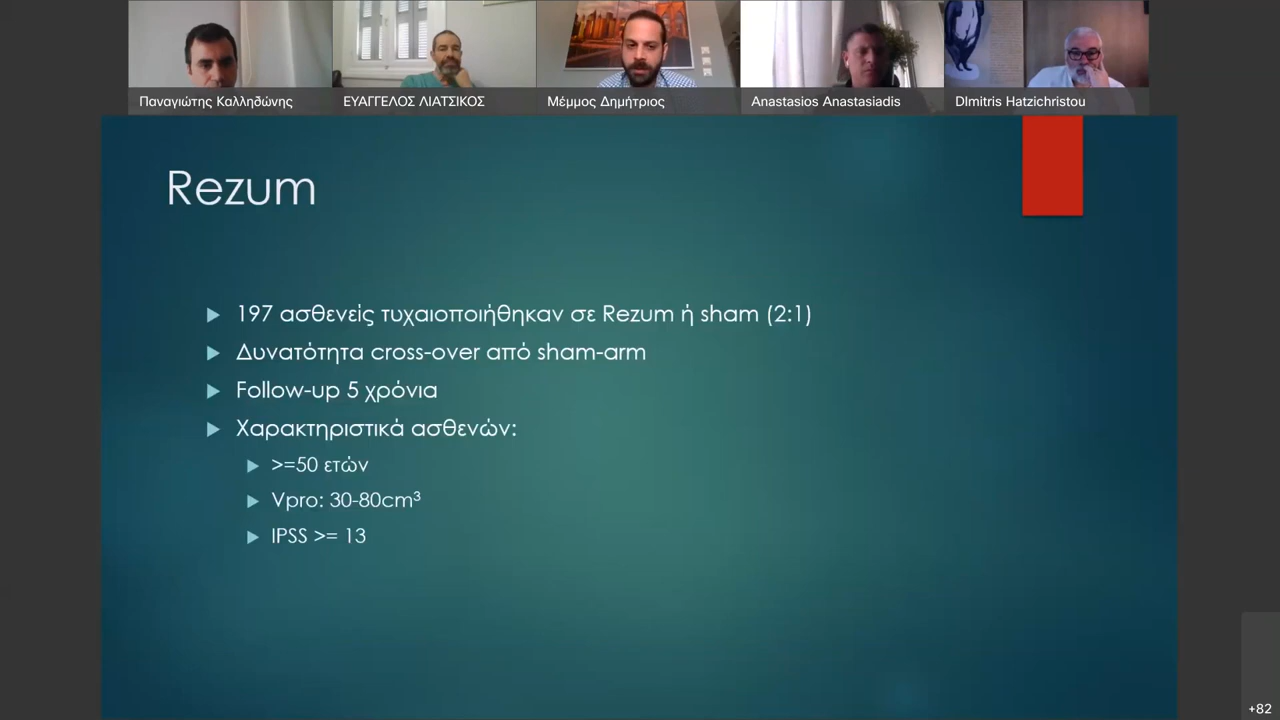 Παναγιώτης Καλλησώνης
ΕΥΑΓΓΕΛΟΣ ΛΙΑΤΣΙΚΟΣ
Μέμμος Δημήτριος
Anastasios Anastasiadis
DImitris Hatzichristou
Rezum
197 ασθενείς τυχαιοποιήθηκαν σε Rezum ή sham (2:1)
Δυνατότητα cross-over από sham-arm
Follow-up 5 χρόνια
Χαρακτηριστικά ασθενών:
>=50 ετών
Vpro: 30-80cm³
IPSS >= 13
+82